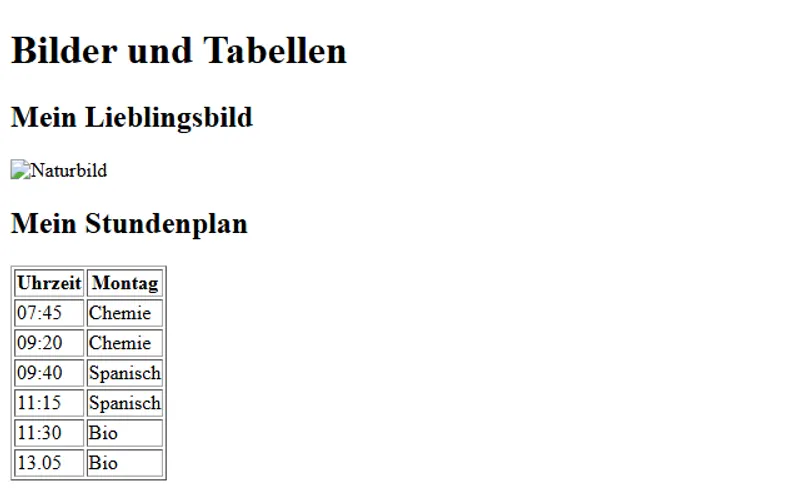 Bilder und Tabellen
Mein Lieblingsbild
Naturbild
Mein Stundenplan
Uhrzeit Montag
07:45 Chemie
09:20 Chemie
09:40 Spanisch
11:15 Spanisch
11:30 Bio
13.05 Bio